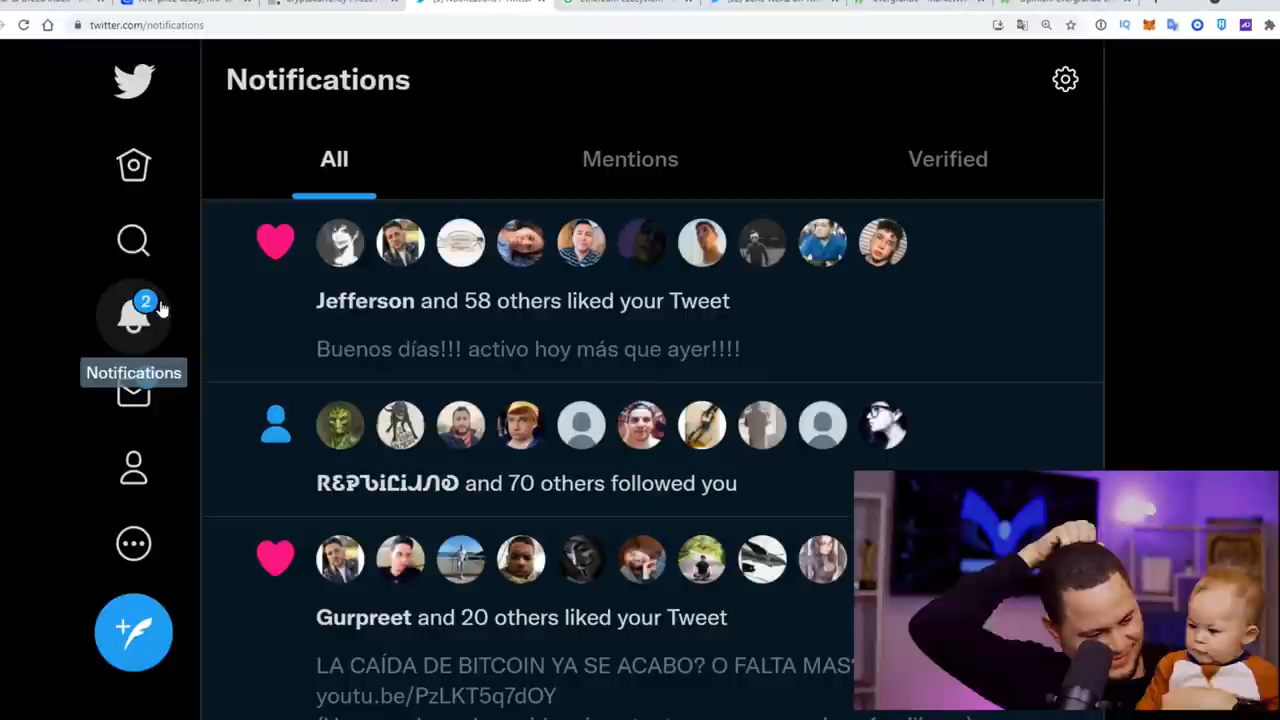 twitter.com/notifications
Notifications
All
Mentions
Verified
2
Notifications
Jefferson and 58 others liked your Tweet
Buenos días!!! activo hoy más que ayer!!!!
and 70 others followed you
Gurpreet and 20 others liked your Tweet
LA CAÍDA DE BITCOIN YA SE ACABO? O FALTA MAS
youtu.be/PzLKT5q7dOY